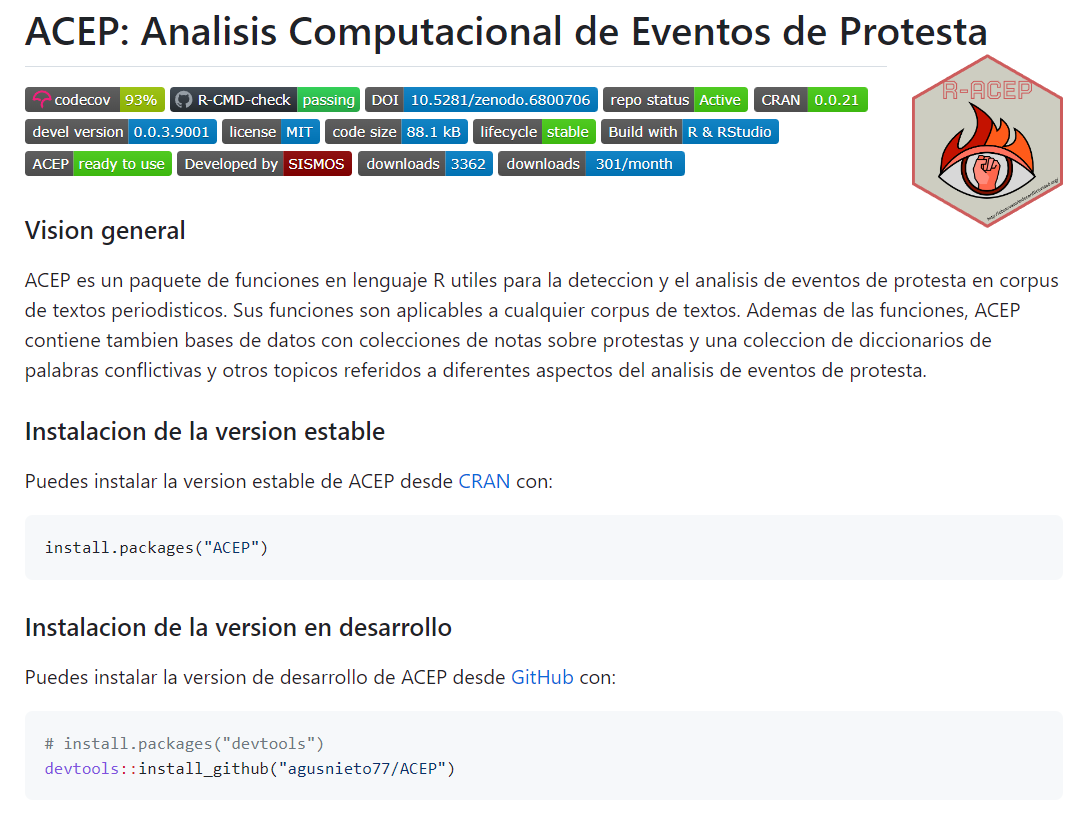 ACEP: Analisis Computacional de Eventos de Protesta
R-ACEP
codecov 93% R-CMD-check passing DOI 10.5281/zenodo.6800706 repo status Active CRAN 0.0.21
devel version 0.0.3.9001 license MIT code size 88.1 kB lifecycle stable Build with R & RStudio
ACEP ready to use Developed by SISMOS downloads 3362 downloads 301/month
Vision general
ACEP es un paquete de funciones en lenguaje R utiles para la deteccion y el analisis de eventos de protesta en corpus
de textos periodisticos. Sus funciones son aplicables a cualquier corpus de textos. Ademas de las funciones, ACEP
contiene tambien bases de datos con colecciones de notas sobre protestas y una coleccion de diccionarios de
palabras conflictivas y otros topicos referidos a diferentes aspectos del analisis de eventos de protesta.
Instalacion de la version estable
Puedes instalar la version estable de ACEP desde CRAN con:
install.packages("ACEP")
Instalacion de la version en desarrollo
Puedes instalar la version de desarrollo de ACEP desde GitHub con:
# install.packages("devtools")
devtools::install_github("agusnieto77/ACEP")